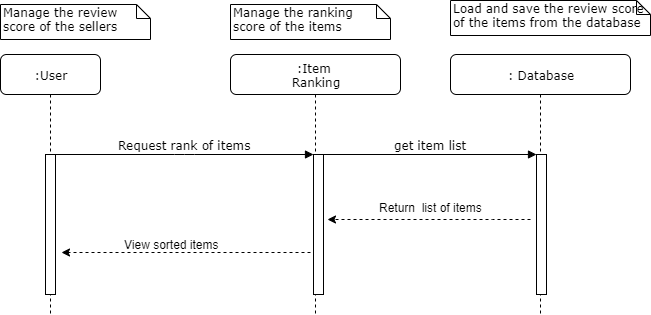 Manage the review
score of the sellers
Manage the ranking
score of the items
Load and save the review score
of the items from the database
:User
:Item
Ranking
: Database
Request rank of items
get item list
Return list of items
View sorted items